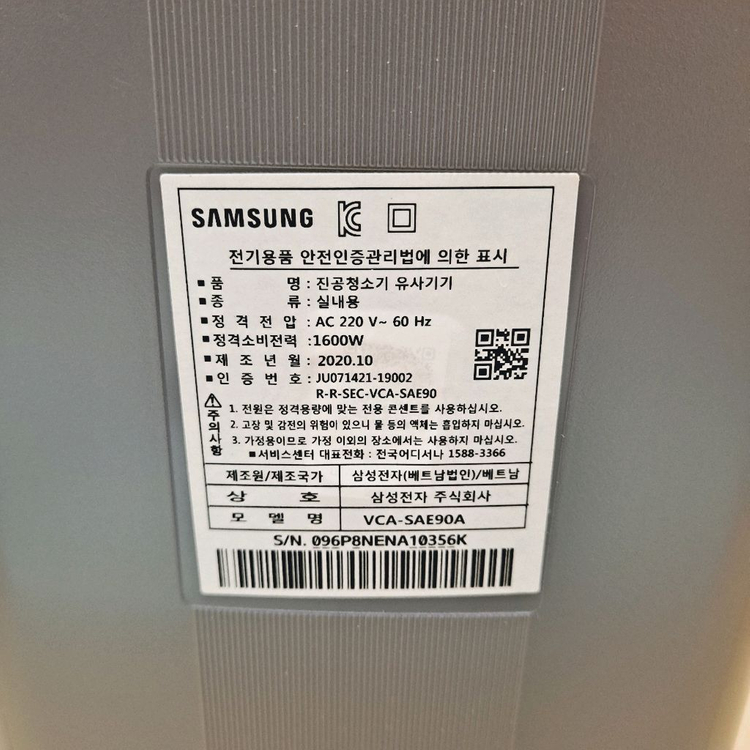 SAMSUNG
전기용품 안전인증관리법에 의한 표시
■ 품 명 : 진공청소기 유사기기
■ 종 류 : 실내용
■ 정 격 전 압 : AC 220 V~ 60 Hz
■ 정격소비전력 : 1600W
■ 제 조 년 월 : 2020.10
■ 인 증 번 호 : JU071421-19002
R-R-SEC-VCA-SAE90
주의사항
1. 전원은 정격용량에 맞는 전용 콘센트를 사용하십시오.
2. 고장 및 감전의 위험이 있으니 물 등의 액체는 흡입하지 마십시오.
3. 가정용이므로 가정 이외의 장소에서는 사용하지 마십시오.
■ 서비스센터 대표전화 : 전국어디서나 1588-3366
제조원/제조국가 삼성전자(베트남법인)/베트남
상 호 삼성전자 주식회사
모 델 명 VCA-SAE90A
S/N. 096P8NENA10356K